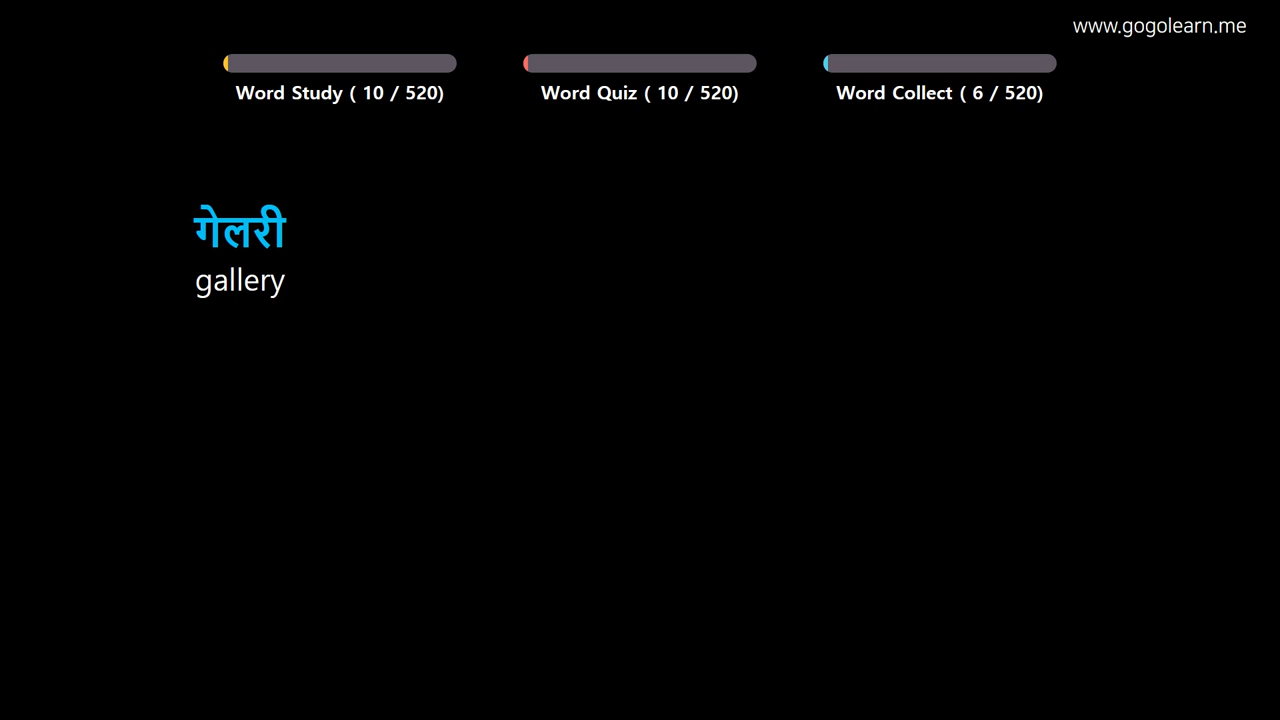 www.gogolearn.me
Word Study ( 10 / 520)
Word Quiz ( 10 / 520)
Word Collect ( 6 / 520)
गेलरी
gallery